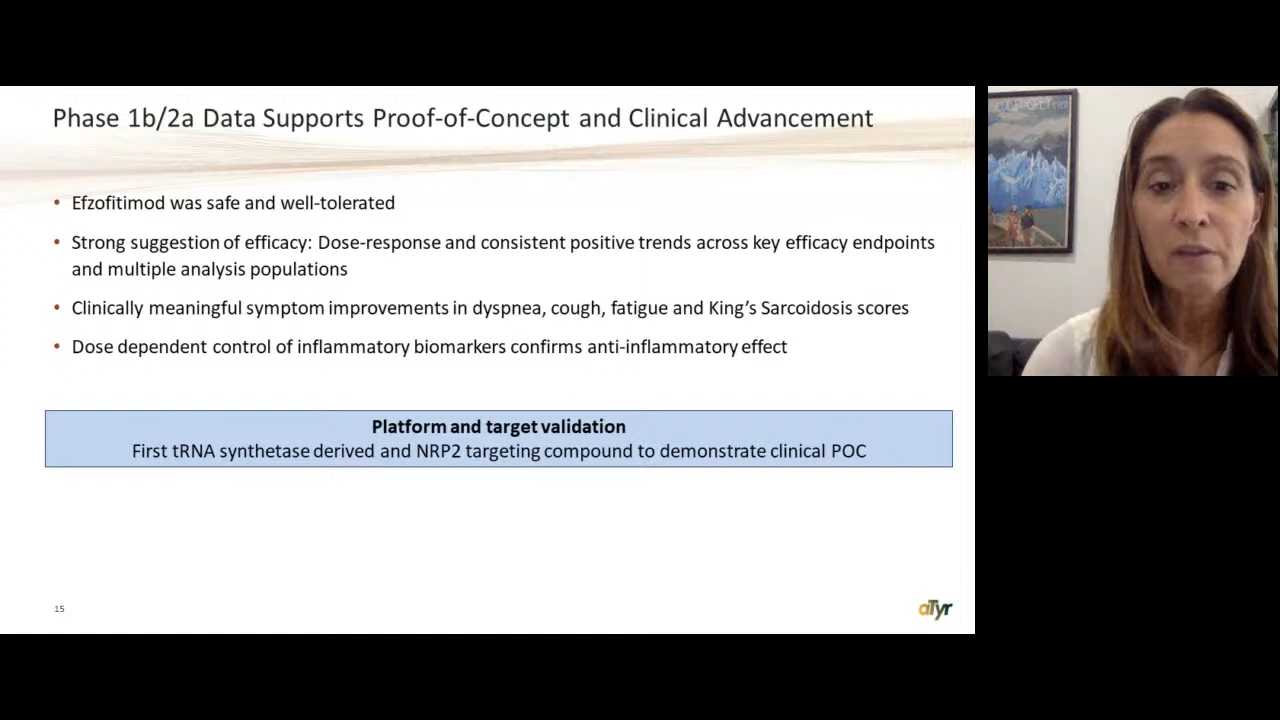 Phase 1b/2a Data Supports Proof-of-Concept and Clinical Advancement
• Efzofitimod was safe and well-tolerated
• Strong suggestion of efficacy: Dose-response and consistent positive trends across key efficacy endpoints
and multiple analysis populations
• Clinically meaningful symptom improvements in dyspnea, cough, fatigue and King's Sarcoidosis scores
• Dose dependent control of inflammatory biomarkers confirms anti-inflammatory effect
Platform and target validation
First tRNA synthetase derived and NRP2 targeting compound to demonstrate clinical POC
15
aTyr